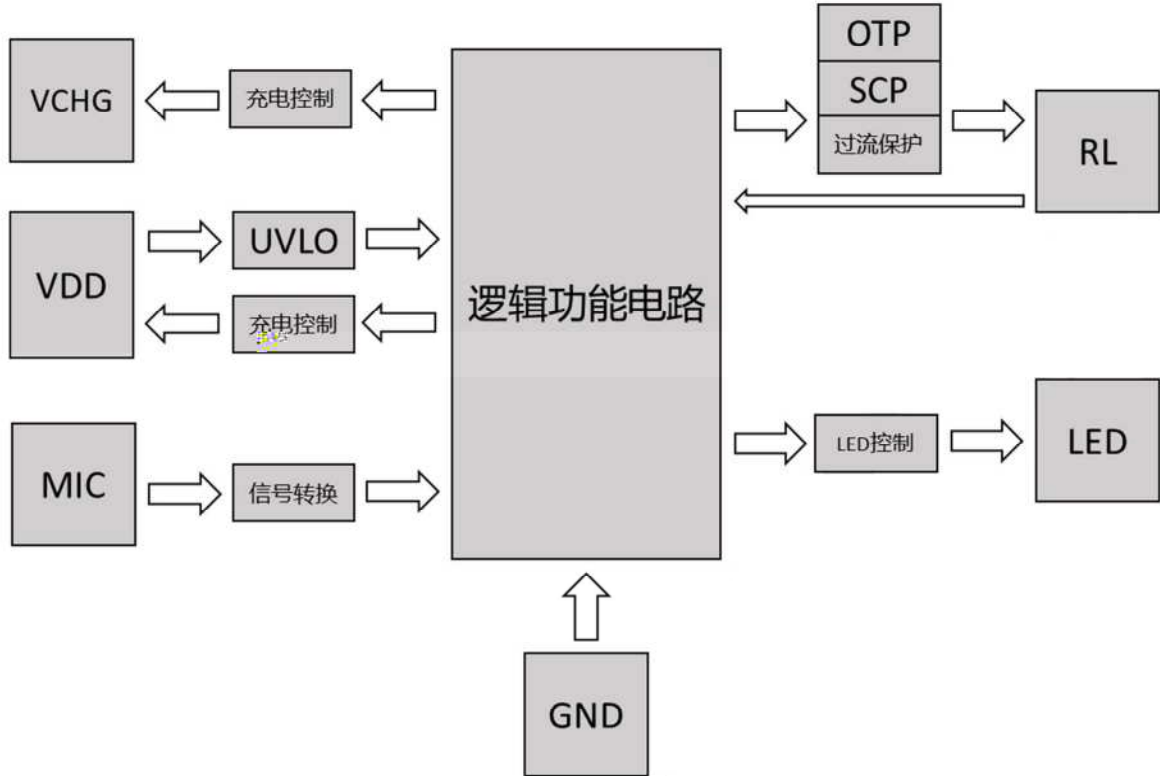 VCHG
充电控制
OTP
SCP
过流保护
RL
VDD
UVLO
充电控制
逻辑功能电路
MIC
信号转换
LED控制
LED
GND